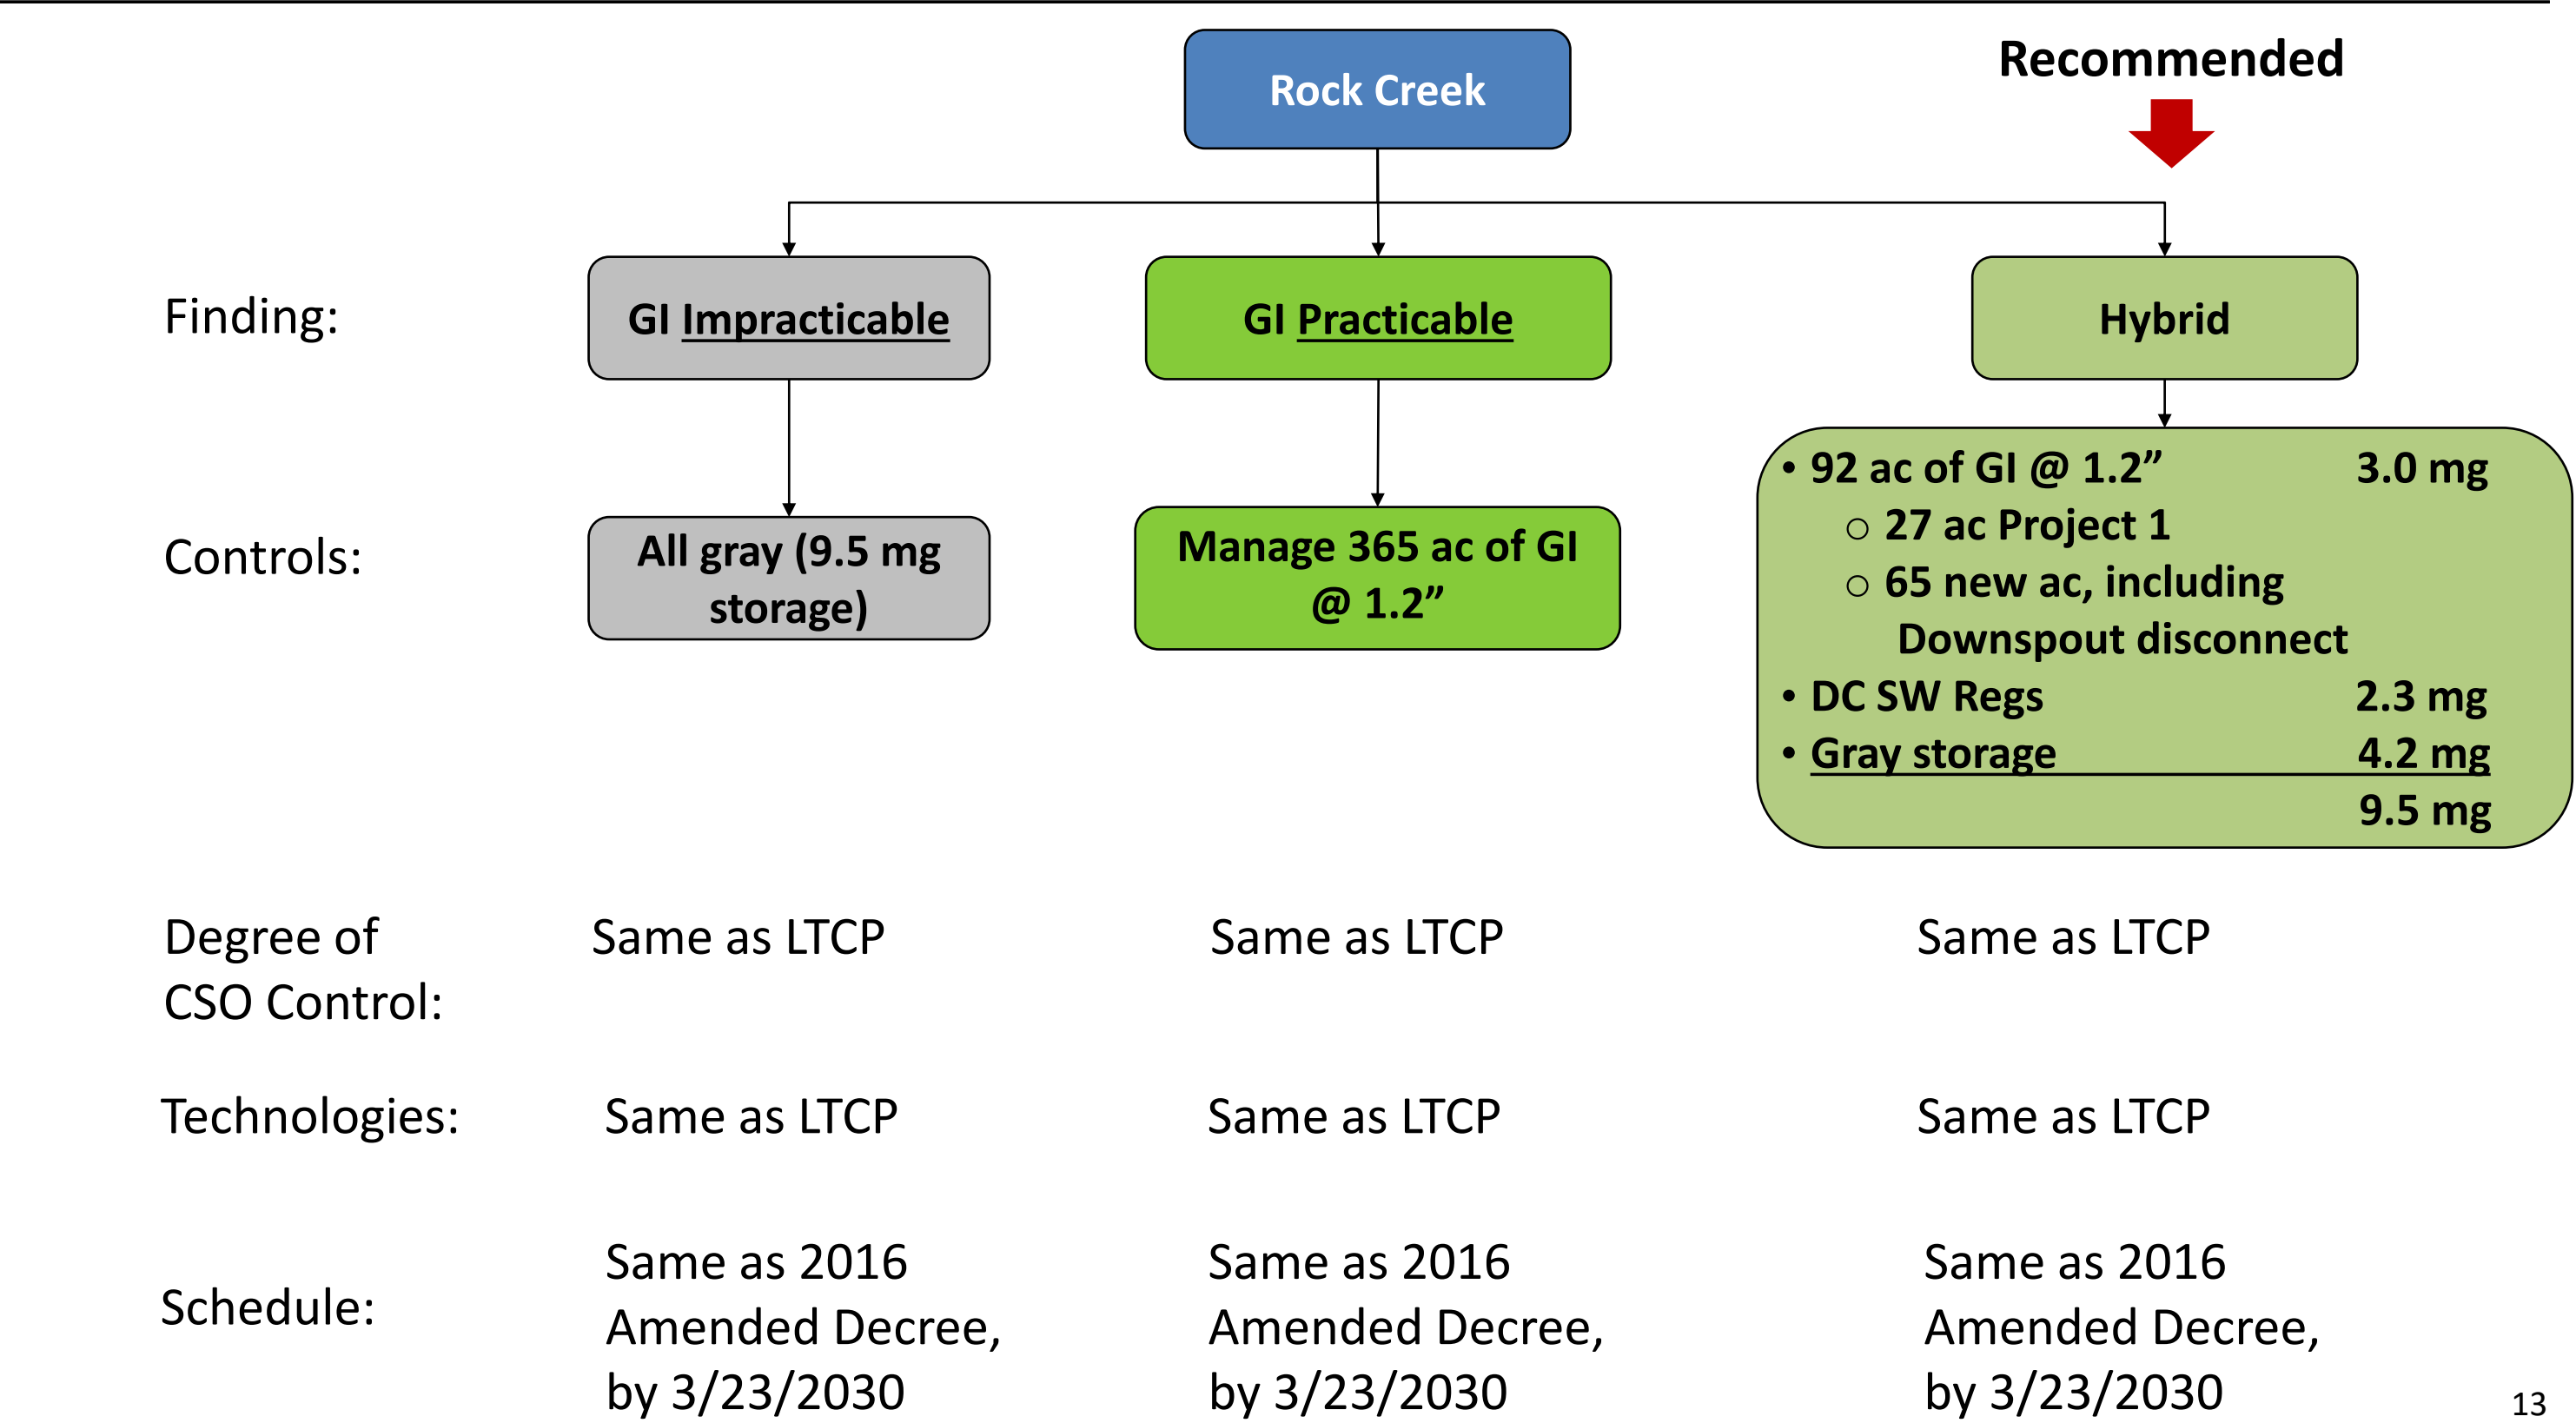 Rock Creek
Recommended
Finding:
GI Impracticable
GI Practicable
Hybrid
Controls:
All gray (9.5 mg
storage)
Manage 365 ac of GI
@ 1.2”
• 92 ac of GI @ 1.2” 3.0 mg
o 27 ac Project 1
o 65 new ac, including
Downspout disconnect
• DC SW Regs 2.3 mg
• Gray storage 4.2 mg
9.5 mg
Degree of
CSO Control:
Same as LTCP
Same as LTCP
Same as LTCP
Technologies:
Same as LTCP
Same as LTCP
Same as LTCP
Schedule:
Same as 2016
Amended Decree,
by 3/23/2030
Same as 2016
Amended Decree,
by 3/23/2030
Same as 2016
Amended Decree,
by 3/23/2030
13